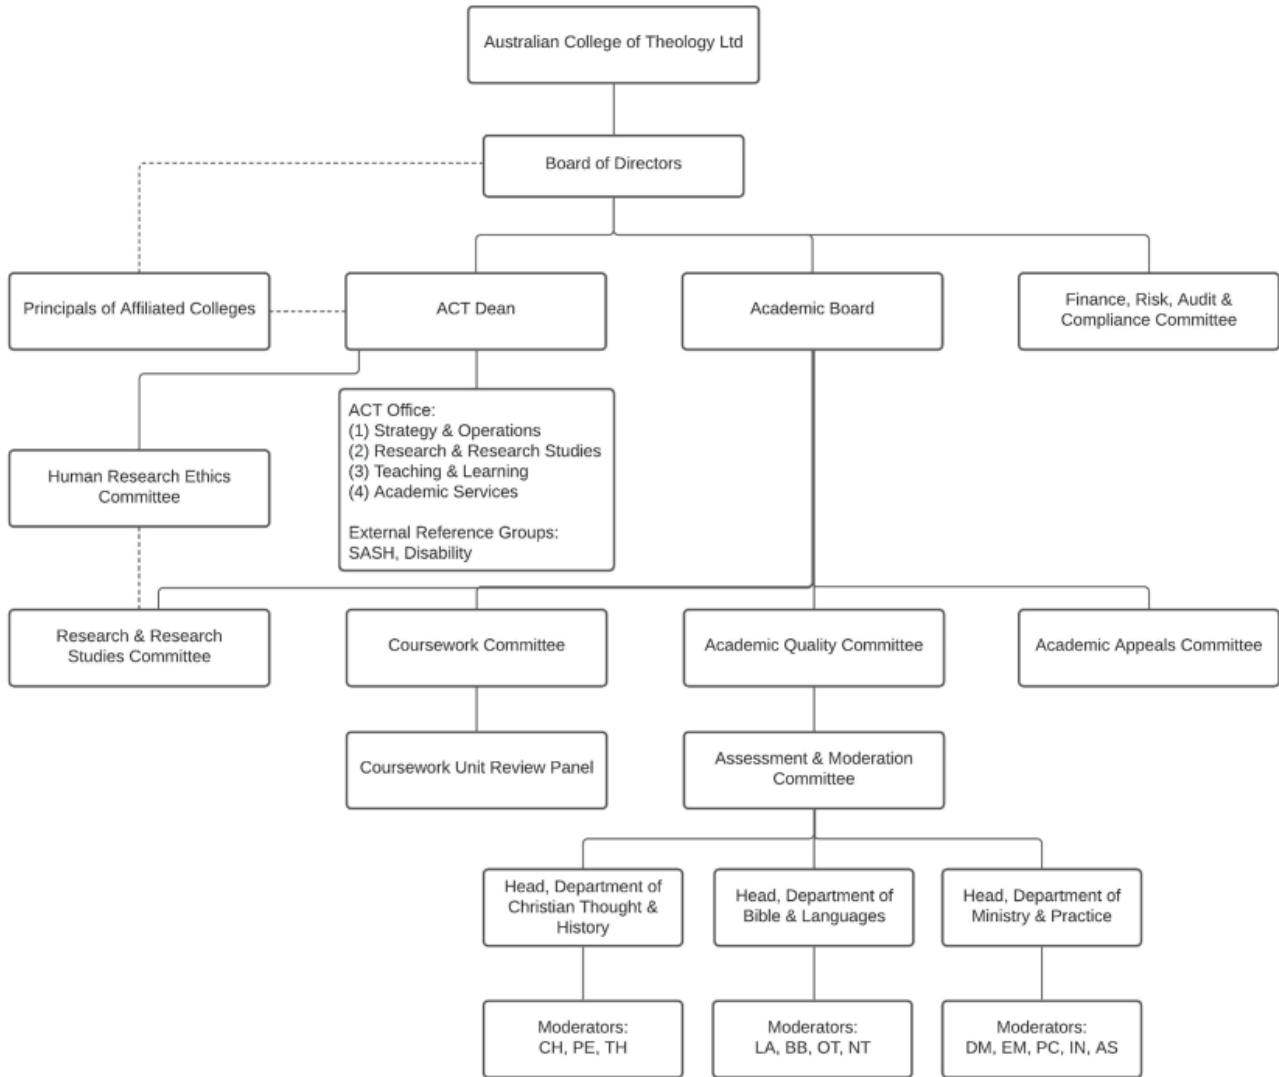 Australian College of Theology Ltd
Board of Directors
Principals of Affiliated Colleges
ACT Dean
Academic Board
Finance, Risk, Audit &
Compliance Committee
ACT Office:
(1) Strategy & Operations
(2) Research & Research Studies
(3) Teaching & Learning
(4) Academic Services
External Reference Groups:
SASH, Disability
Human Research Ethics
Committee
Research & Research
Studies Committee
Coursework Committee
Academic Quality Committee
Academic Appeals Committee
Coursework Unit Review Panel
Assessment & Moderation
Committee
Head, Department of
Christian Thought &
History
Head, Department of
Bible & Languages
Head, Department of
Ministry & Practice
Moderators:
CH, PE, TH
Moderators:
LA, BB, OT, NT
Moderators:
DM, EM, PC, IN, AS